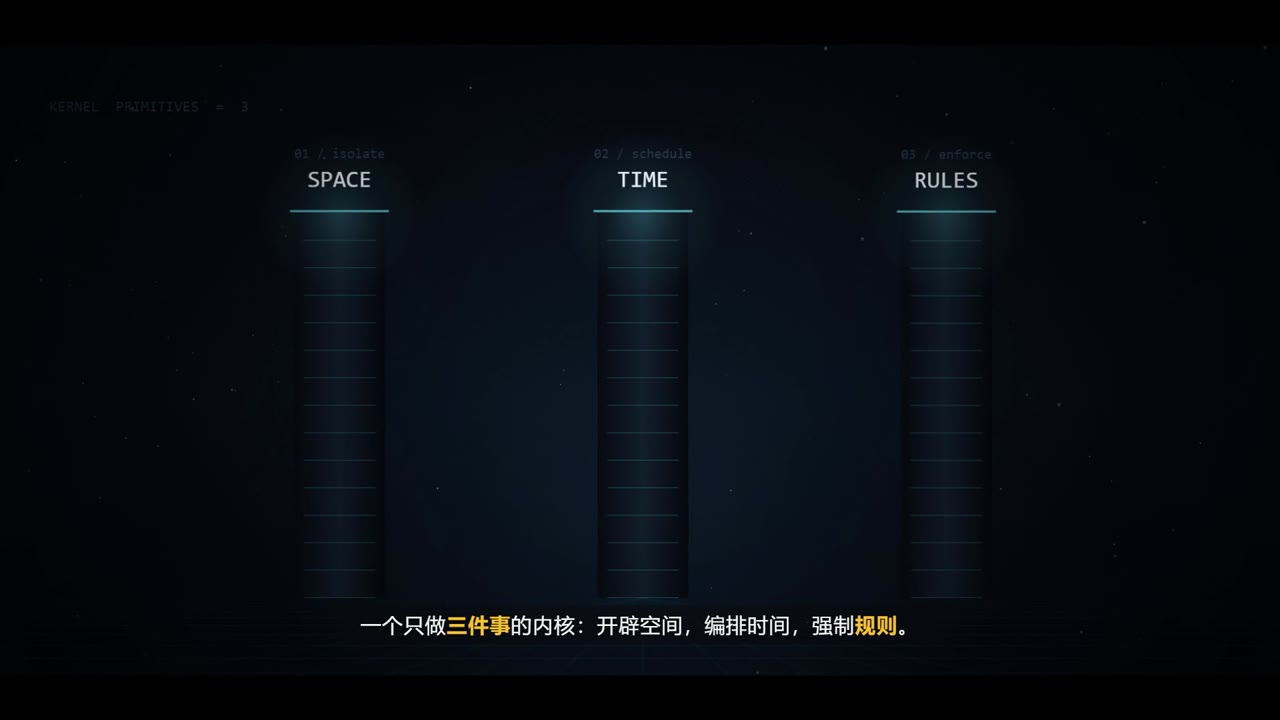 KERNEL PRIMITIVES = 3
01 / isolate
SPACE
02 / schedule
TIME
03 / enforce
RULES
一个只做三件事的内核：开辟空间，编排时间，强制规则。